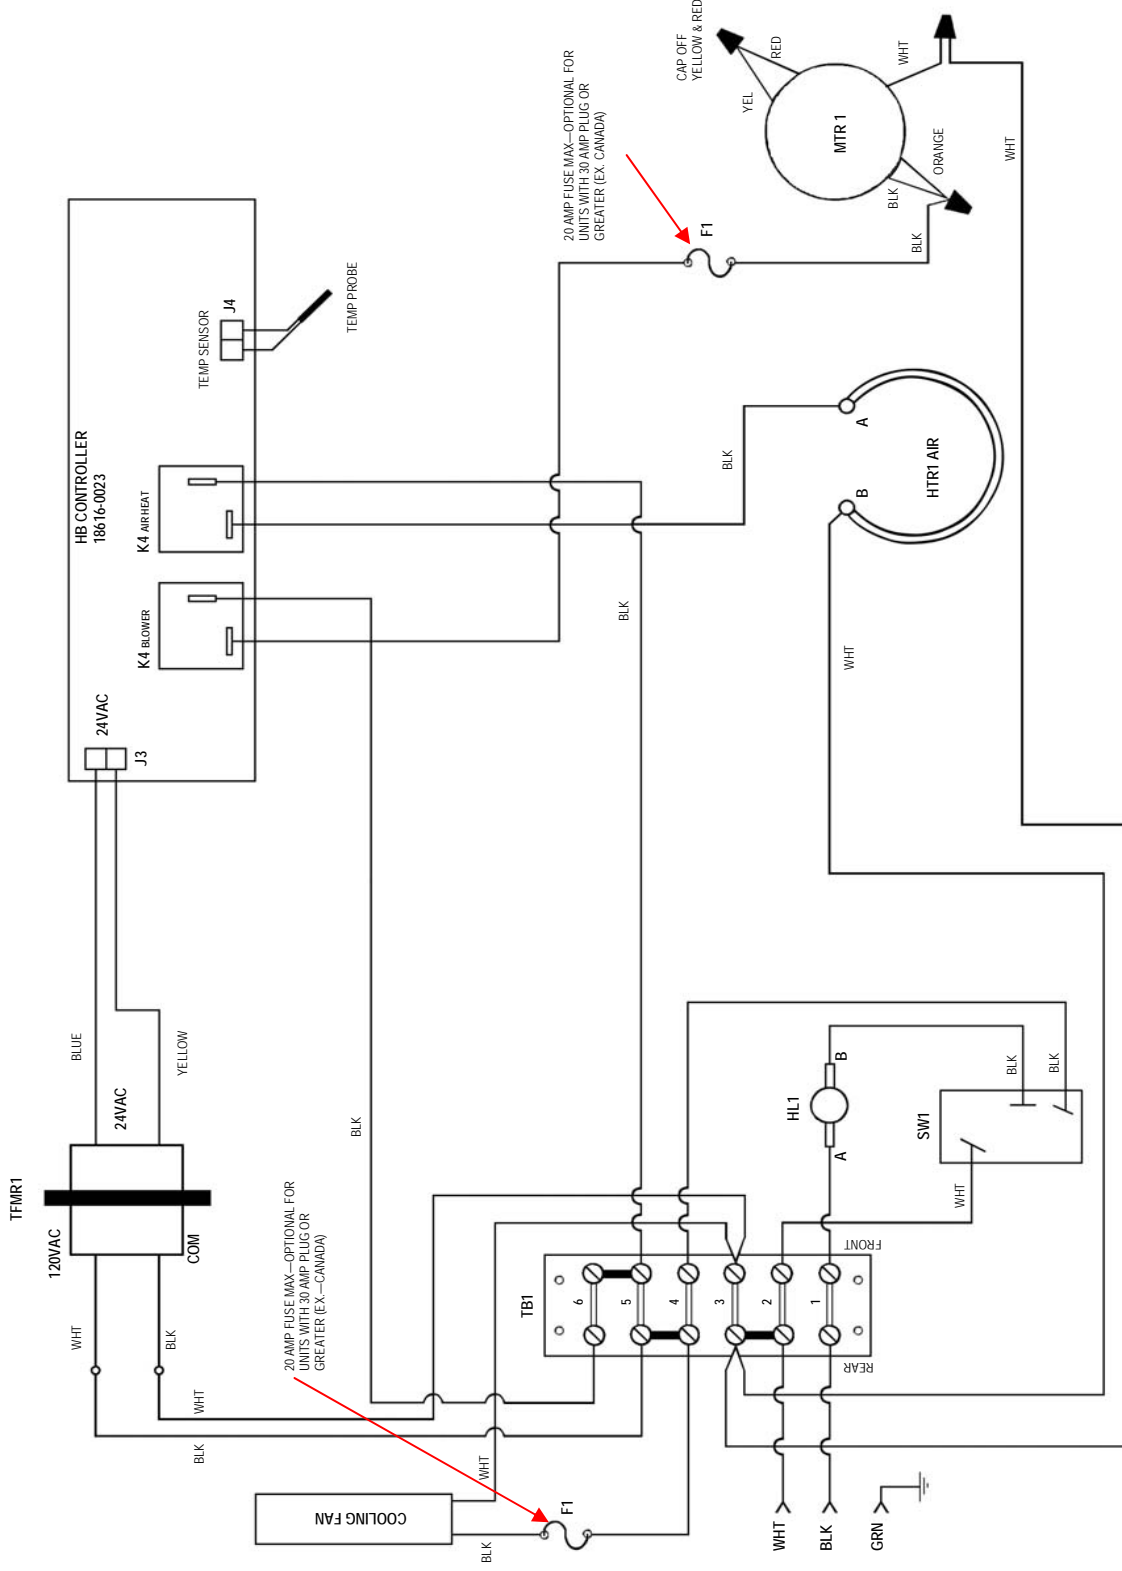 CAP OFF
YELLOW & RED
RED
YEL
WHT
MTR 1
ORANGE
BLK
BLK
WHT
20 AMP FUSE MAX—OPTIONAL FOR
UNITS WITH 30 AMP PLUG OR
GREATER (EX. CANADA)
F1
HB CONTROLLER
18616-0023
TEMP SENSOR
J4
TEMP PROBE
K4 AIR HEAT
K4 BLOWER
24VAC
J3
BLK
A
B
HTR1 AIR
BLK
WHT
BLUE
YELLOW
24VAC
TFMR1
120VAC
COM
WHT
BLK
WHT
BLK
BLK
20 AMP FUSE MAX—OPTIONAL FOR
UNITS WITH 30 AMP PLUG OR
GREATER (EX.—CANADA)
TB1
6
5
4
3
2
1
FRONT
REAR
HL1
A
B
SW1
BLK
BLK
WHT
COOLING FAN
WHT
BLK
F1
WHT
BLK
GRN